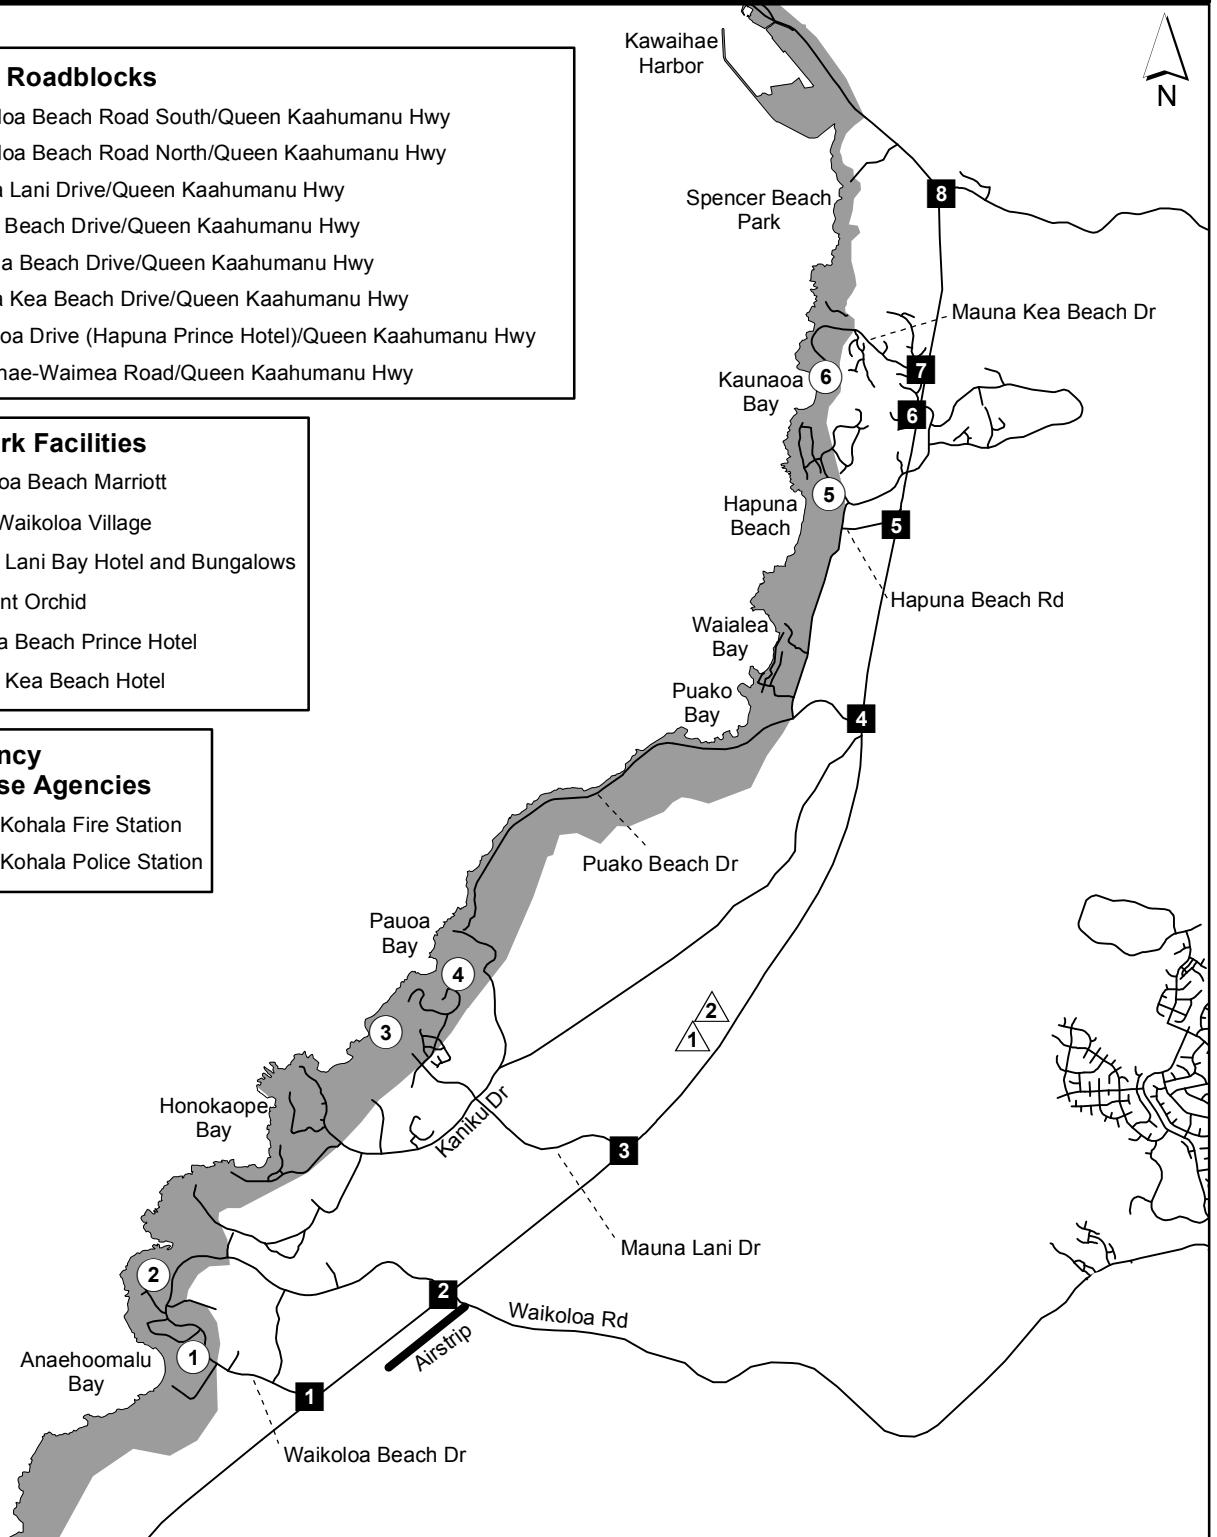 Roadblocks
loa Beach Road South/Queen Kaahumanu Hwy
loa Beach Road North/Queen Kaahumanu Hwy
a Lani Drive/Queen Kaahumanu Hwy
Beach Drive/Queen Kaahumanu Hwy
a Beach Drive/Queen Kaahumanu Hwy
a Kea Beach Drive/Queen Kaahumanu Hwy
oa Drive (Hapuna Prince Hotel)/Queen Kaahumanu Hwy
hae-Waimea Road/Queen Kaahumanu Hwy
rk Facilities
oa Beach Marriott
Waikoloa Village
Lani Bay Hotel and Bungalows
nt Orchid
a Beach Prince Hotel
Kea Beach Hotel
ncy
se Agencies
Kohala Fire Station
Kohala Police Station
Kawaihae
Harbor
N
Spencer Beach
Park
8
Mauna Kea Beach Dr
7
6
Kaunaoa
Bay
6
5
Hapuna
Beach
5
Hapuna Beach Rd
Waialea
Bay
Puako
Bay
4
Puako Beach Dr
Pauoa
Bay
4
3
2
1
Honokaope
Bay
Kaniku Dr
3
Mauna Lani Dr
2
2
Waikoloa Rd
Airstrip
Anaehoomalu
Bay
1
1
Waikoloa Beach Dr